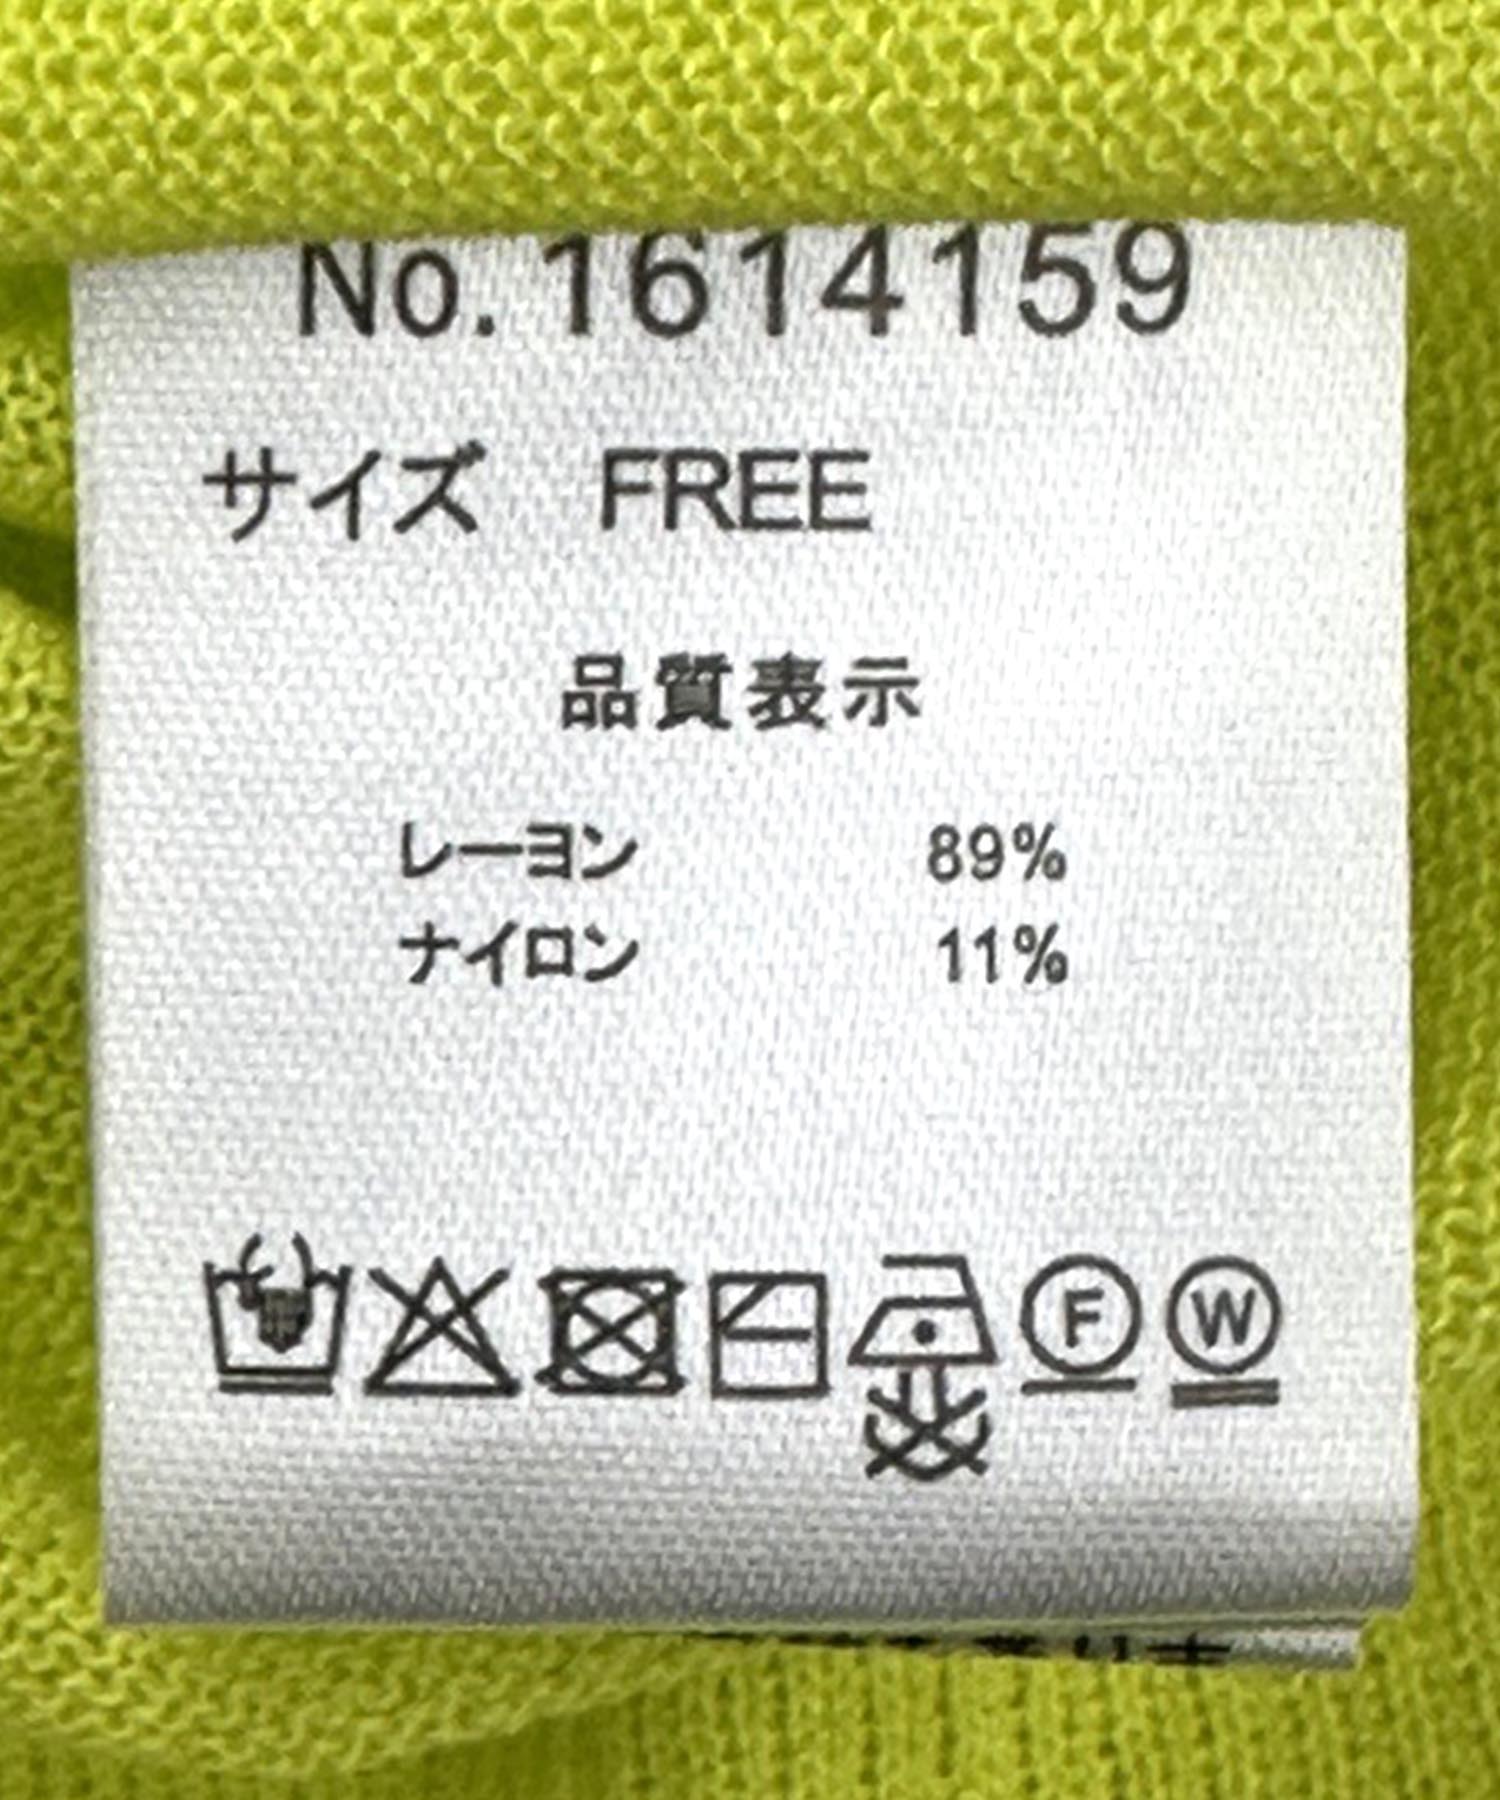 No. 1614159
サイズ　FREE
品質表示
レーヨン 89%
ナイロン 11%
F W